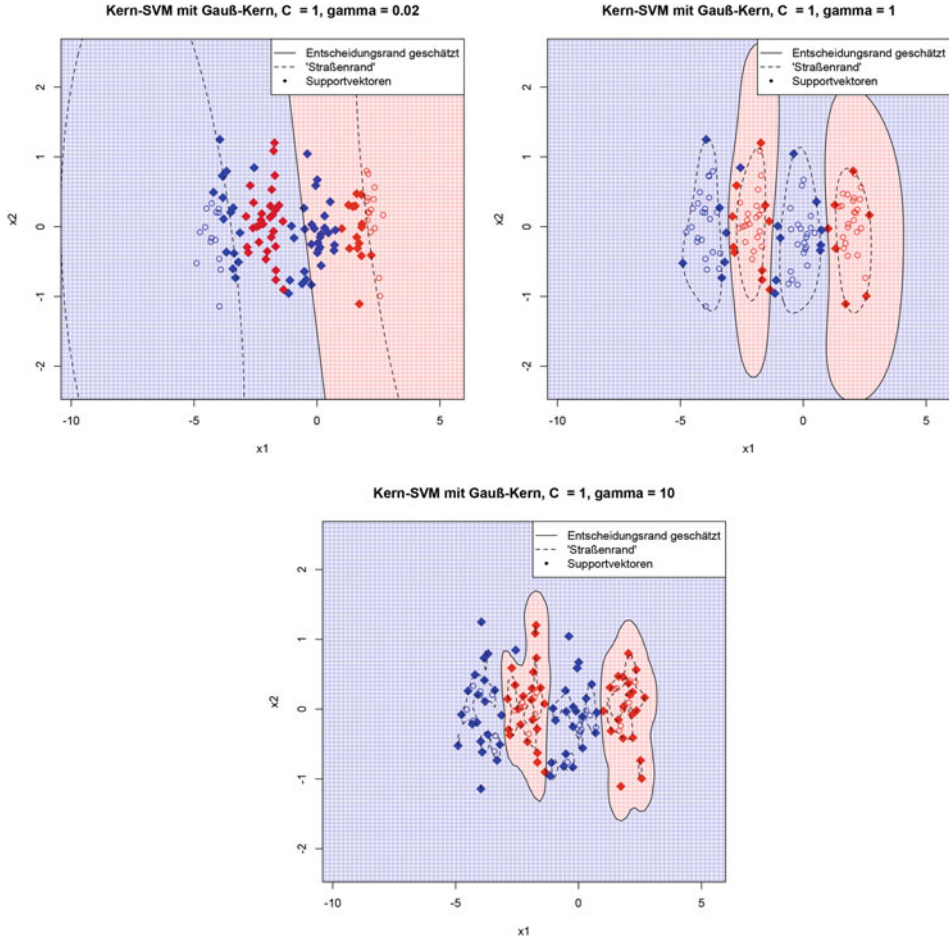 Kern-SVM mit Gauß-Kern, C = 1, gamma = 0.02
Entscheidungsrand geschätzt
'Straßenrand'
Supportvektoren
x2
2
1
0
-1
-2
-10
-5
0
5
x1
Kern-SVM mit Gauß-Kern, C = 1, gamma = 1
Entscheidungsrand geschätzt
'Straßenrand'
Supportvektoren
x2
2
1
0
-1
-2
-10
-5
0
5
x1
Kern-SVM mit Gauß-Kern, C = 1, gamma = 10
Entscheidungsrand geschätzt
'Straßenrand'
Supportvektoren
x2
2
1
0
-1
-2
-10
-5
0
5
x1